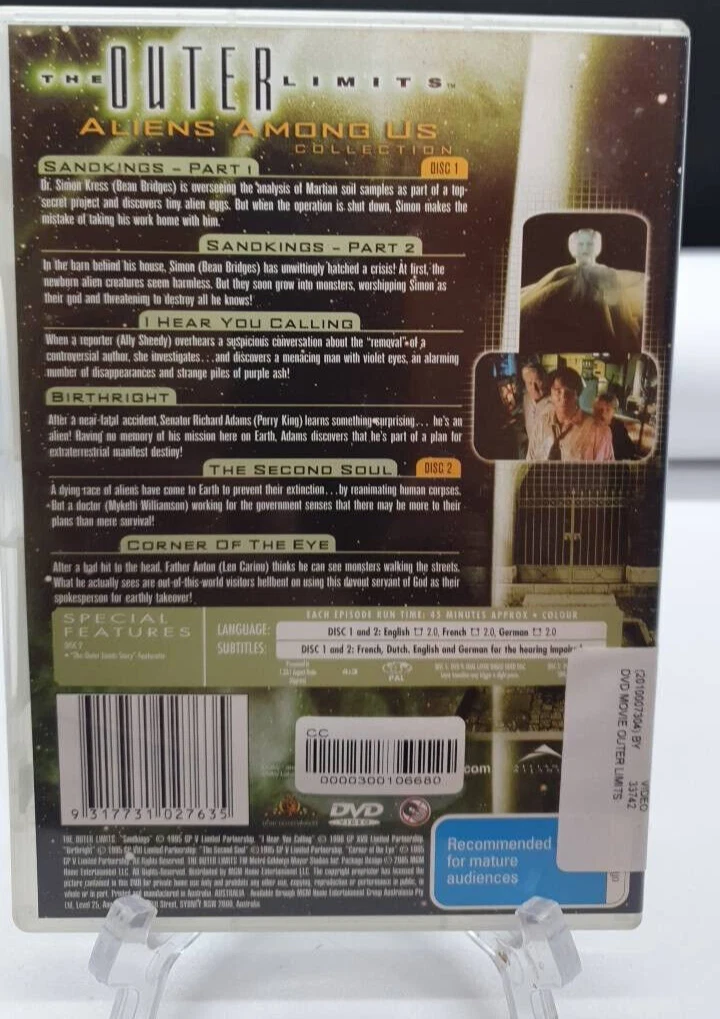 THE OUTER LIMITS™
ALIENS AMONG US
COLLECTION
SANDKINGS – PART 1
DISC 1
Dr. Simon Kress (Beau Bridges) is overseeing the analysis of Martian soil samples as part of a top-
secret project and discovers tiny alien eggs. But when the operation is shut down, Simon makes the
mistake of taking his work home with him.
SANDKINGS – PART 2
In the barn behind his house, Simon (Beau Bridges) has unwittingly hatched a crisis! At first, the
newborn alien creatures seem harmless. But they soon grow into monsters, worshipping Simon as
their god and threatening to destroy all he knows!
I HEAR YOU CALLING
When a reporter (Ally Sheedy) overhears a suspicious conversation about the "removal" of a
controversial author, she investigates...and discovers a menacing man with violet eyes, an alarming
number of disappearances and strange piles of purple ash!
BIRTHRIGHT
After a near-fatal accident, Senator Richard Adams (Perry King) learns something surprising... he's an
alien! Having no memory of his mission here on Earth, Adams discovers that he's part of a plan for
extraterrestrial manifest destiny!
THE SECOND SOUL
DISC 2
A dying race of aliens have come to Earth to prevent their extinction...by reanimating human corpses.
But a doctor (Mykelti Williamson) working for the government senses that there may be more to their
plans than mere survival!
CORNER OF THE EYE
After a bad hit to the head, Father Anton (Len Cariou) thinks he can see monsters walking the streets.
What he actually sees are out-of-this-world visitors hellbent on using this devout servant of God as their
spokesperson for earthly takeover!
SPECIAL
FEATURES
DISC 2
• "The Outer Limits Story" Featurette
EACH EPISODE RUN TIME: 45 MINUTES APPROX • COLOUR
LANGUAGE:
DISC 1 and 2: English 2.0, French 2.0, German 2.0
SUBTITLES:
DISC 1 and 2: French, Dutch. English and German for the hearing impair
PAL
9 317731 027635
CC
0000300106680
.com
DVD
VIDEO
(2010007304) BY VIDEO
33742
DVD MOVIE OUTER LIMITS
Recommended
for mature
audiences